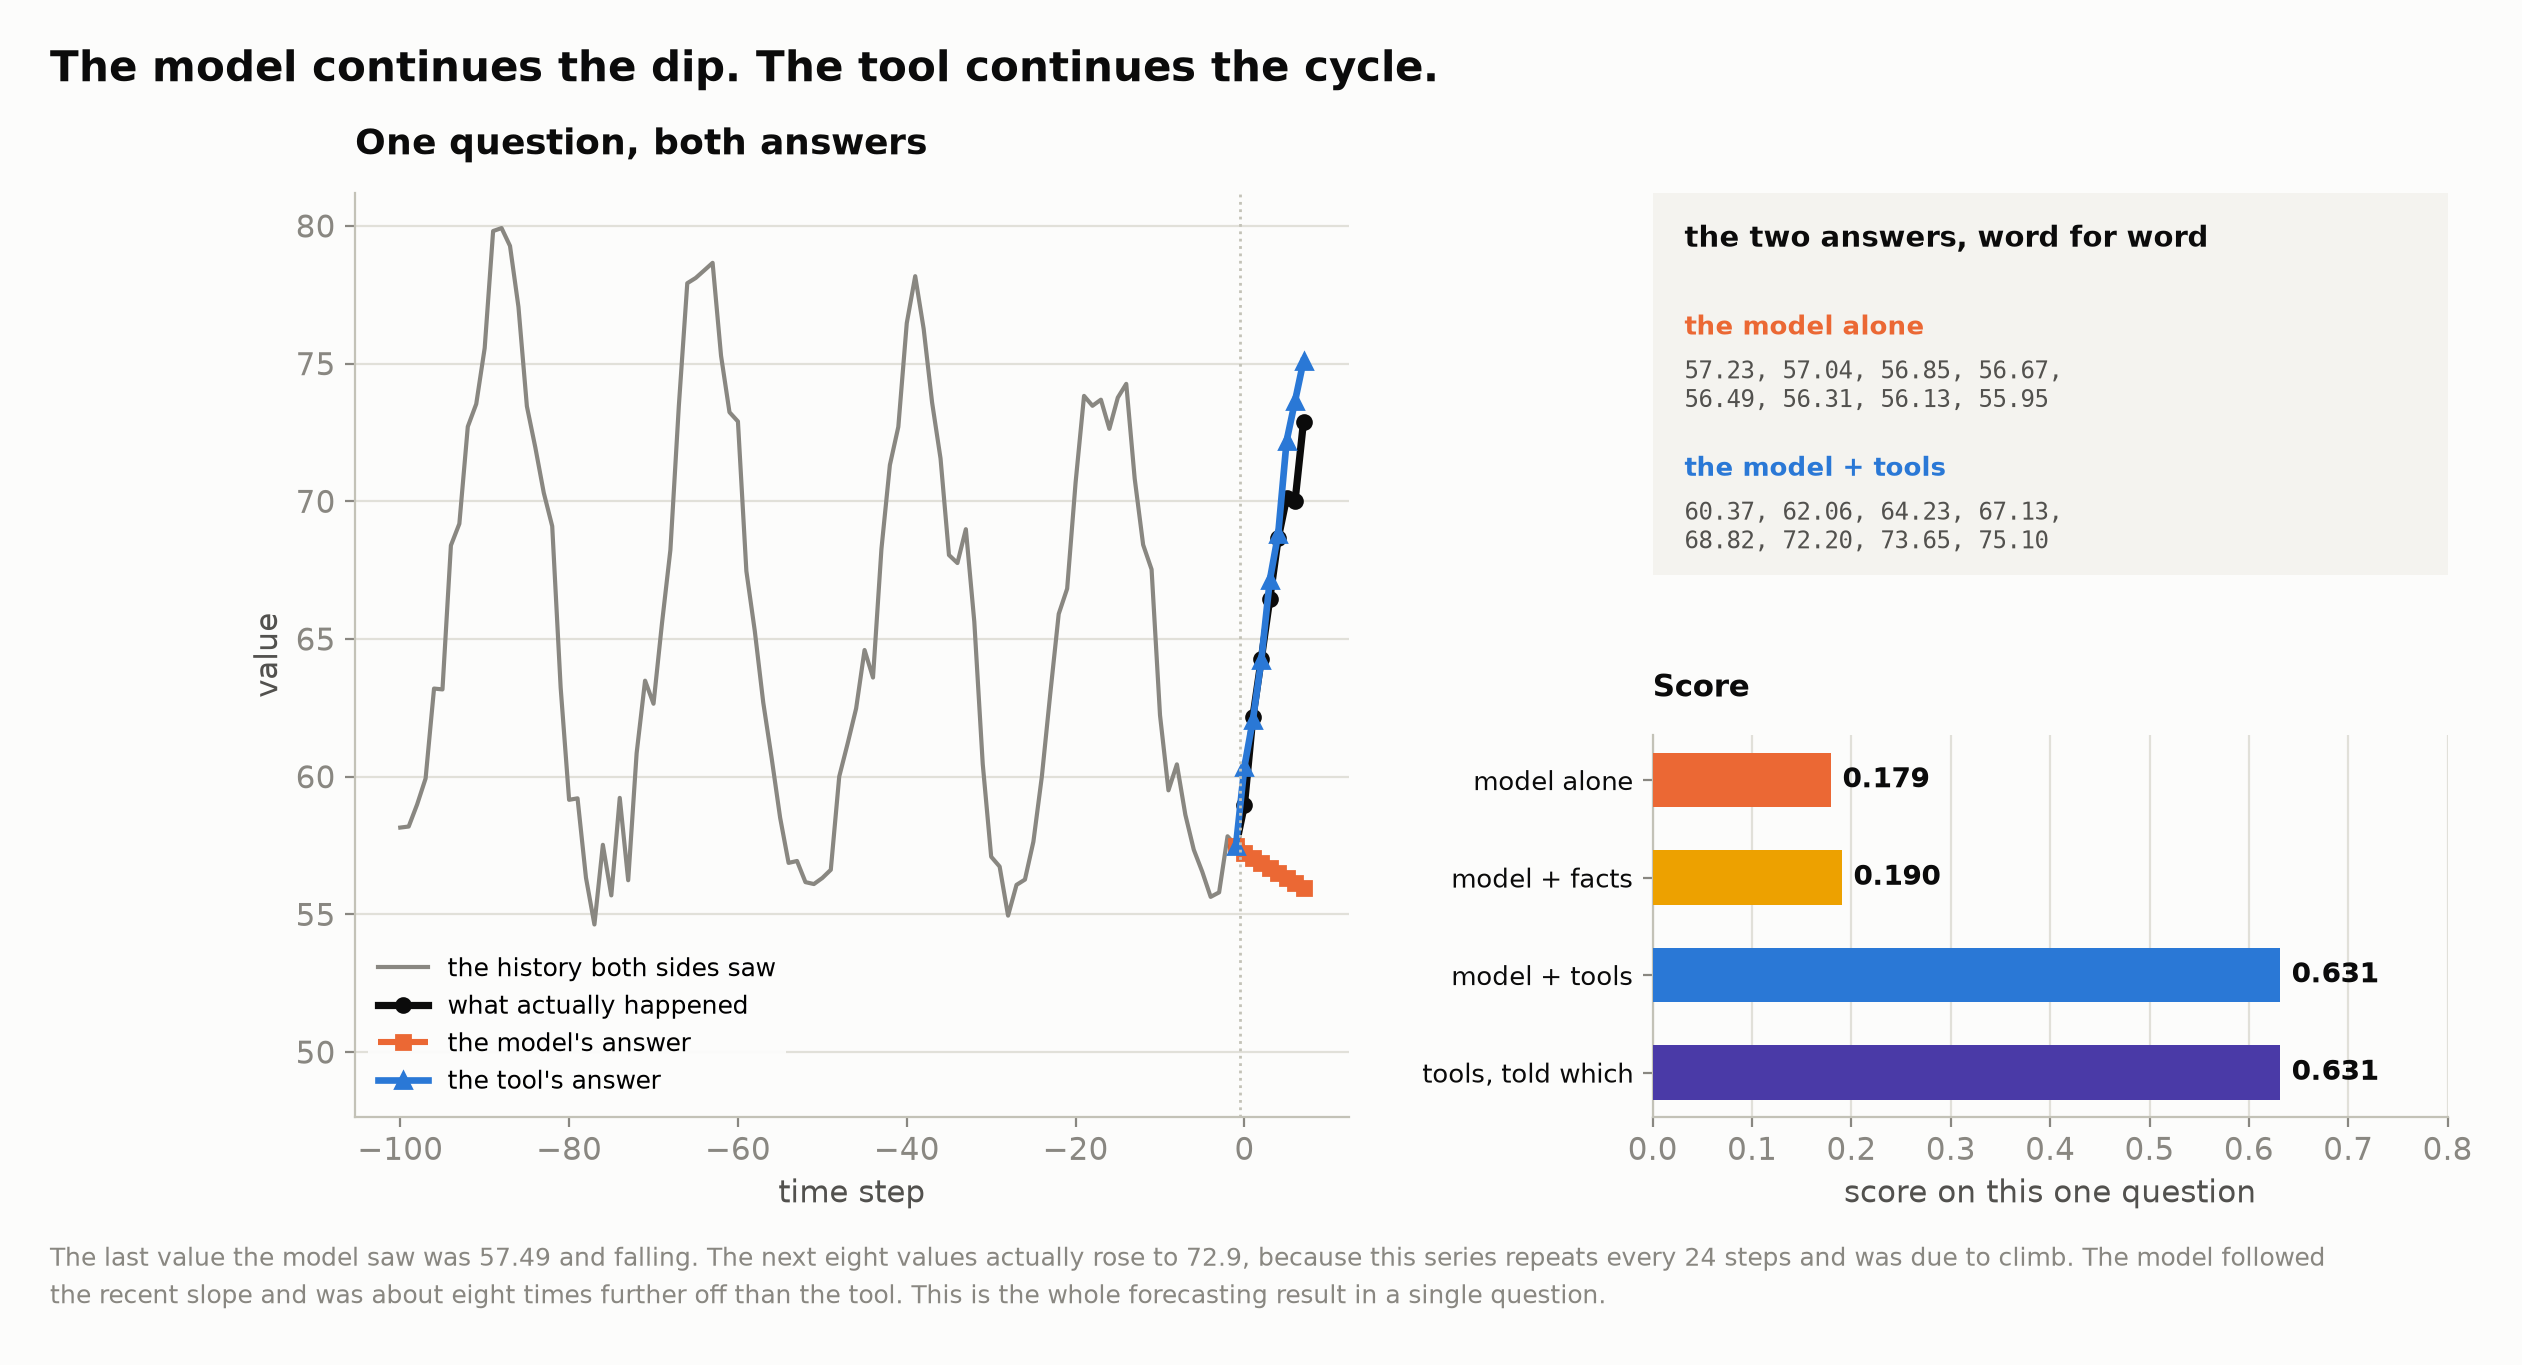 The model continues the dip. The tool continues the cycle.
One question, both answers
80
75
70
65
60
55
50
value
−100
−80
−60
−40
−20
0
time step
the history both sides saw
what actually happened
the model's answer
the tool's answer
the two answers, word for word
the model alone
57.23, 57.04, 56.85, 56.67,
56.49, 56.31, 56.13, 55.95
the model + tools
60.37, 62.06, 64.23, 67.13,
68.82, 72.20, 73.65, 75.10
Score
model alone
0.179
model + facts
0.190
model + tools
0.631
tools, told which
0.631
0.0
0.1
0.2
0.3
0.4
0.5
0.6
0.7
0.8
score on this one question
The last value the model saw was 57.49 and falling. The next eight values actually rose to 72.9, because this series repeats every 24 steps and was due to climb. The model followed
the recent slope and was about eight times further off than the tool. This is the whole forecasting result in a single question.